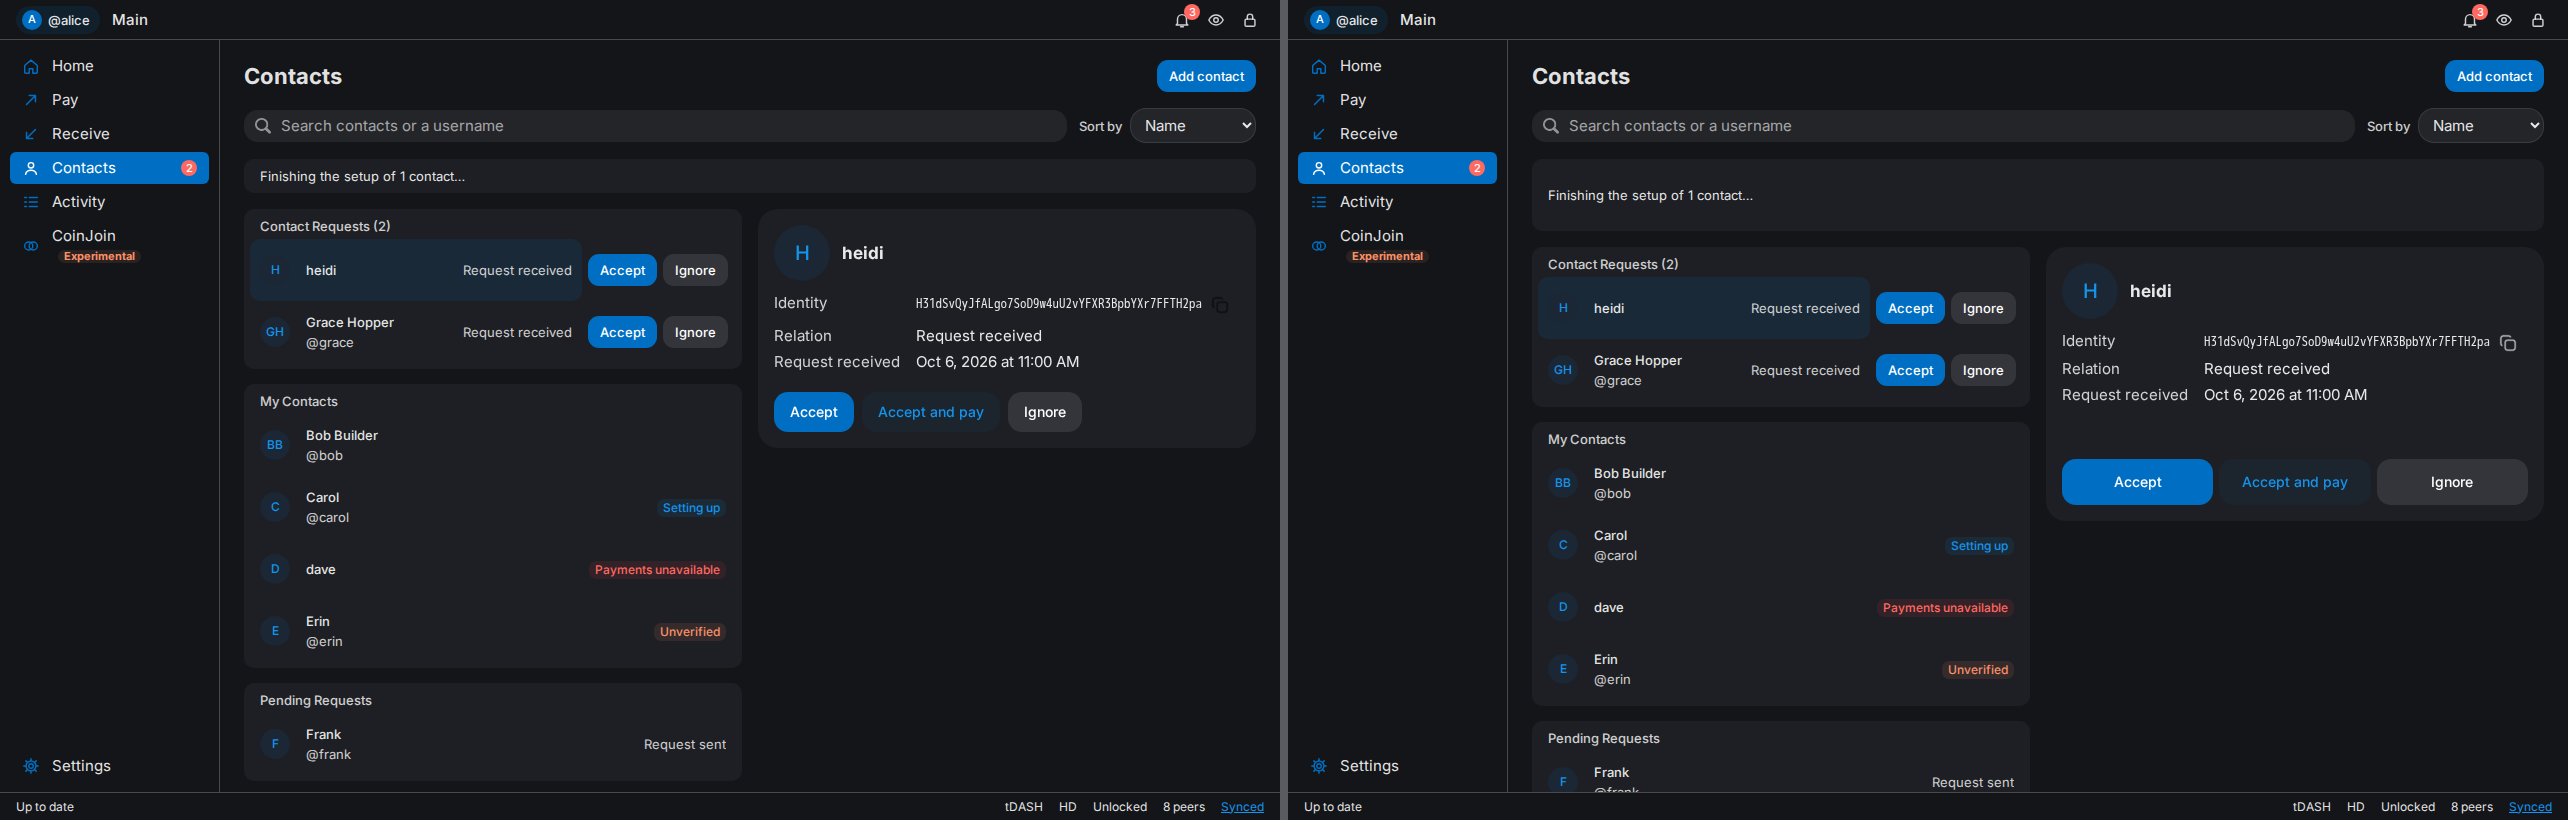 A @alice Main 3
Home
Pay
Receive
Contacts 2
Activity
CoinJoin
Experimental
Settings
Contacts Add contact
Search contacts or a username Sort by Name
Finishing the setup of 1 contact...
Contact Requests (2)
H heidi Request received Accept Ignore
GH Grace Hopper
@grace Request received Accept Ignore
My Contacts
BB Bob Builder
@bob
C Carol
@carol Setting up
D dave Payments unavailable
E Erin
@erin Unverified
Pending Requests
F Frank
@frank Request sent
H heidi
Identity H31dSvQyJfALgo7SoD9w4uU2vYFXR3BpbYXr7FFTH2pa
Relation Request received
Request received Oct 6, 2026 at 11:00 AM
Accept Accept and pay Ignore
Up to date tDASH HD Unlocked 8 peers Synced
A @alice Main 3
Home
Pay
Receive
Contacts 2
Activity
CoinJoin
Experimental
Settings
Contacts Add contact
Search contacts or a username Sort by Name
Finishing the setup of 1 contact...
Contact Requests (2)
H heidi Request received Accept Ignore
GH Grace Hopper
@grace Request received Accept Ignore
My Contacts
BB Bob Builder
@bob
C Carol
@carol Setting up
D dave Payments unavailable
E Erin
@erin Unverified
Pending Requests
F Frank
@frank Request sent
H heidi
Identity H31dSvQyJfALgo7SoD9w4uU2vYFXR3BpbYXr7FFTH2pa
Relation Request received
Request received Oct 6, 2026 at 11:00 AM
Accept Accept and pay Ignore
Up to date tDASH HD Unlocked 8 peers Synced